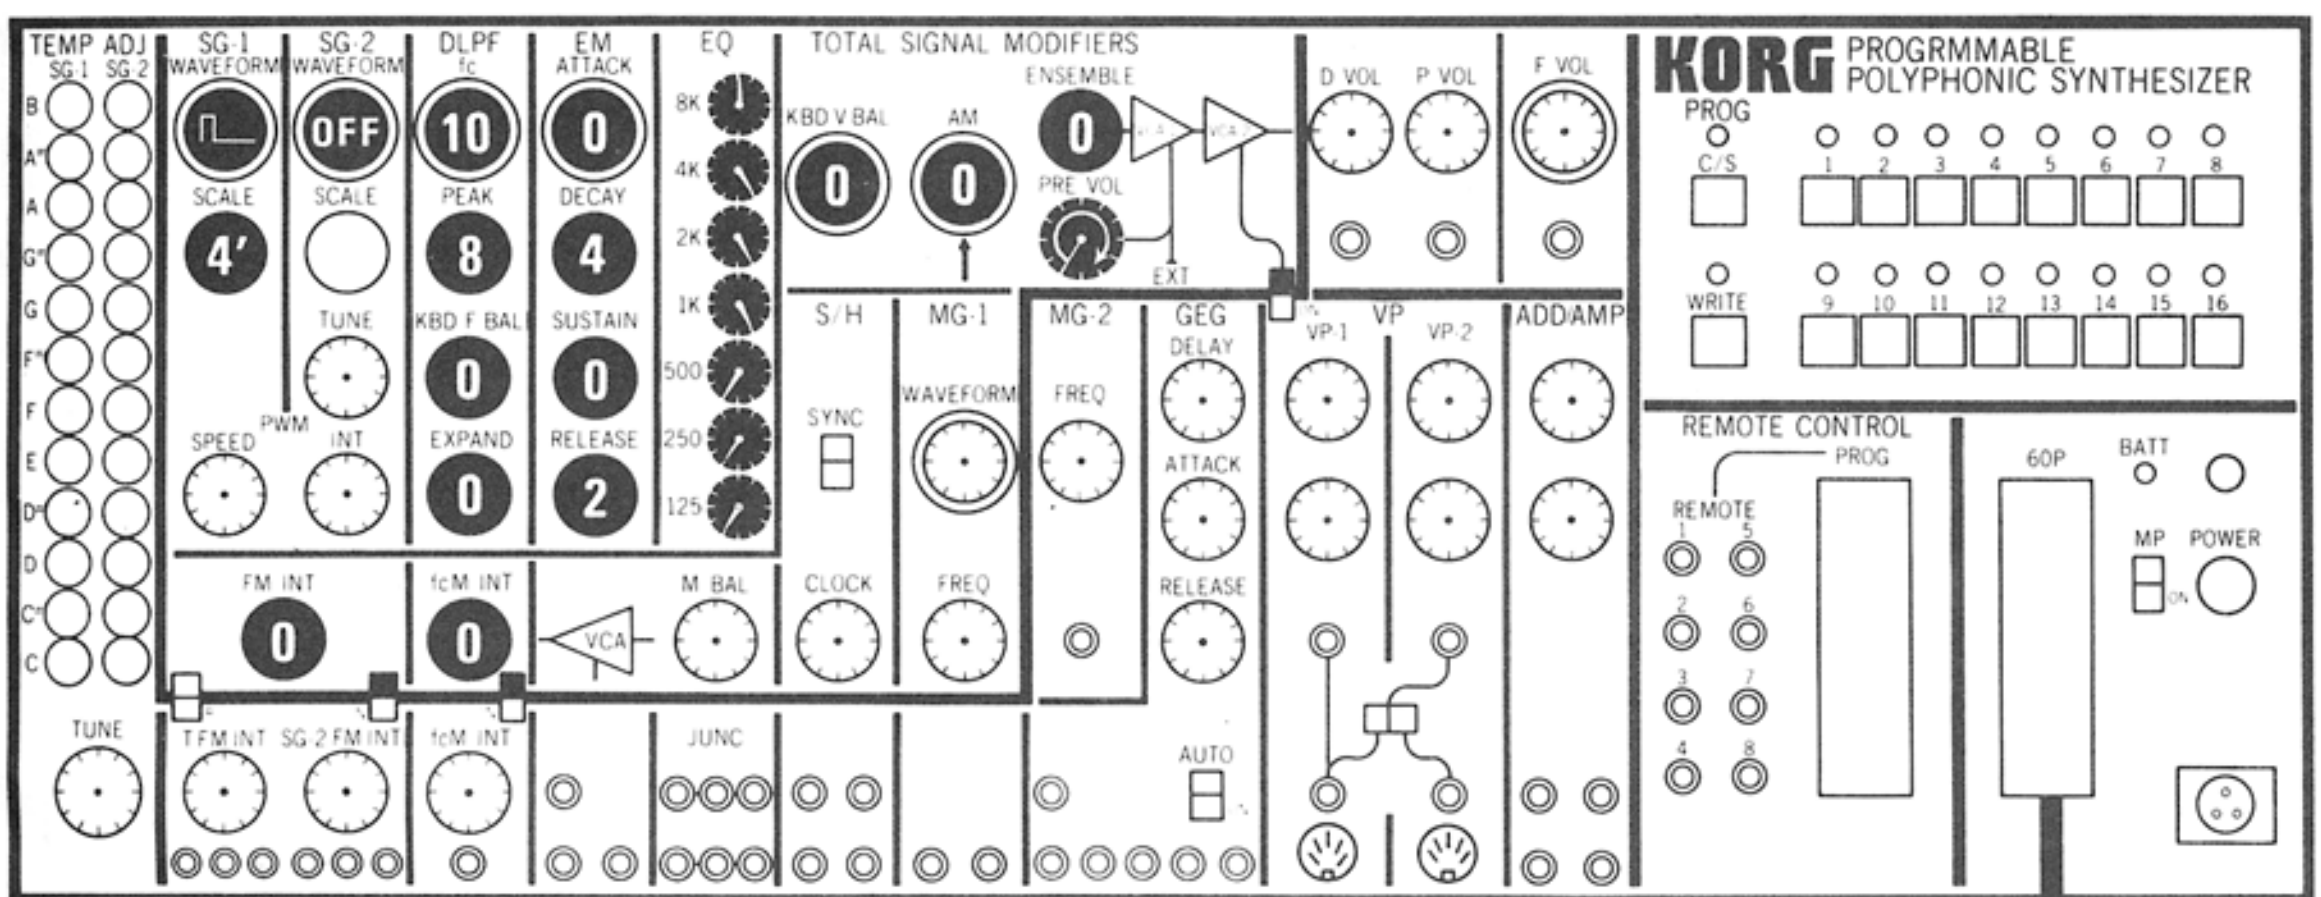 TEMP ADJ
SG-1 SG-2
B
A#
A
G#
G
F#
F
E
D#
D
C#
C
TUNE
SG-1
WAVEFORM
SCALE
4'
SPEED
SG-2
WAVEFORM
OFF
SCALE
TUNE
PWM
INT
FM INT
0
TFM INT
SG-2 FM INT
DLPF
fc
10
PEAK
8
KBD F BAL
0
EXPAND
0
fcM INT
0
fcM INT
EM
ATTACK
0
DECAY
4
SUSTAIN
0
RELEASE
2
VCA
M BAL
JUNC
EQ
8K
4K
2K
1K
500
250
125
TOTAL SIGNAL MODIFIERS
KBD V BAL
0
AM
0
ENSEMBLE
0
VCA 1
VCA 2
PRE VOL
EXT
S/H
SYNC
CLOCK
MG-1
WAVEFORM
FREQ
MG-2
FREQ
GEG
DELAY
ATTACK
RELEASE
AUTO
D VOL
P VOL
F VOL
VP
VP-1
VP-2
ADD/AMP
KORG
PROGRMMABLE
POLYPHONIC SYNTHESIZER
PROG
C/S
1 2 3 4 5 6 7 8
WRITE
9 10 11 12 13 14 15 16
REMOTE CONTROL
PROG
REMOTE
1 5
2 6
3 7
4 8
60P
BATT
MP
ON
POWER